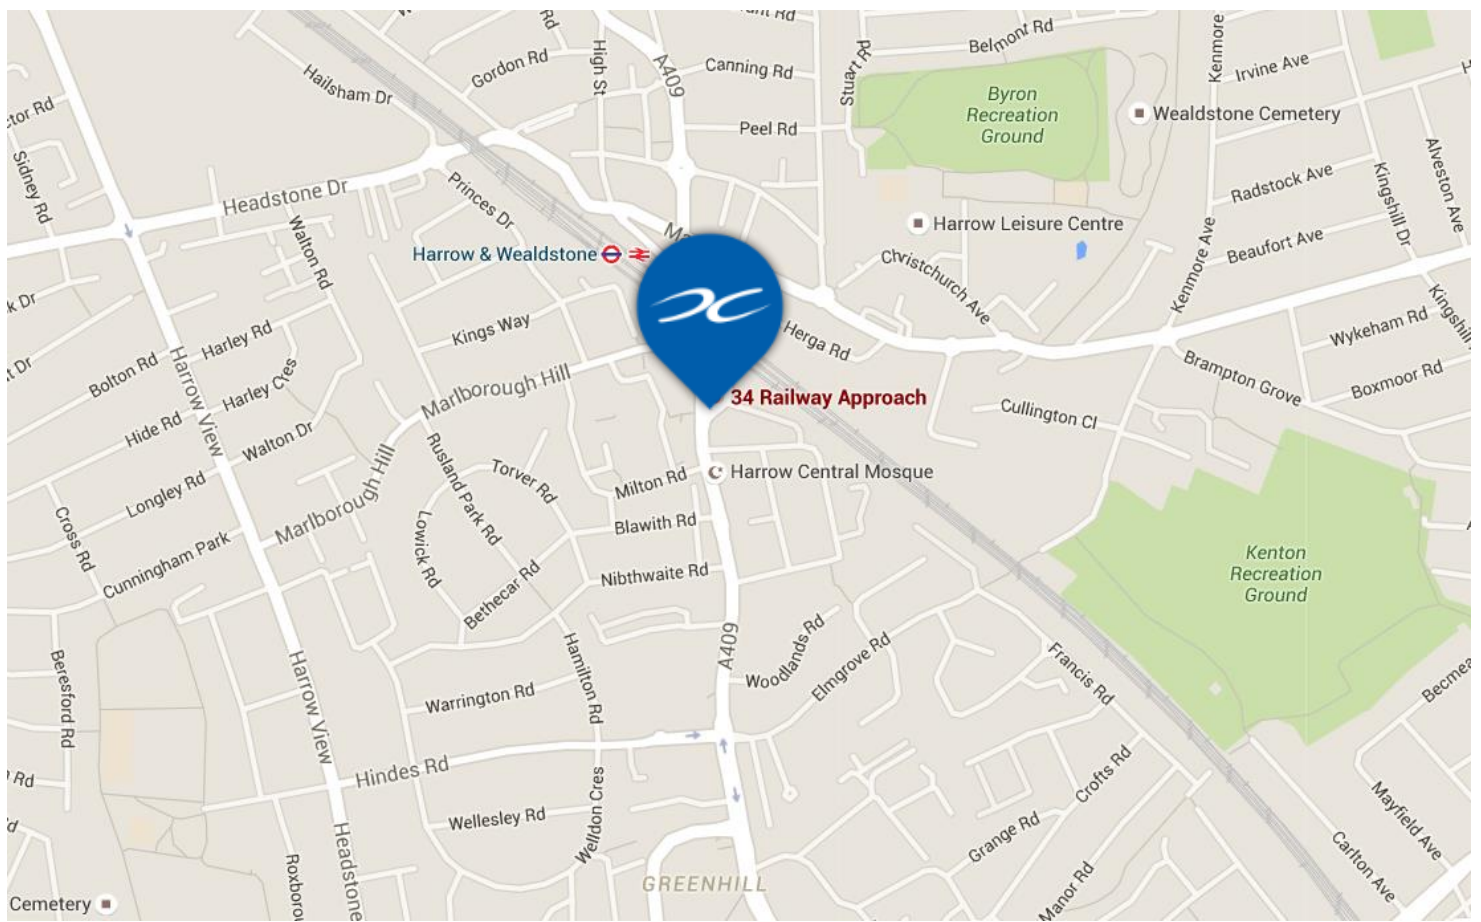 Rd
Belmont Rd
Kenmore
Gordon Rd
High St
A409
Canning Rd
Stuart Rd
Irvine Ave
Hailsham Dr
Byron
Recreation
Ground
Wealdstone Cemetery
Peel Rd
Sidney Rd
Alveston Ave
Radstock Ave
Kingshill Dr
Headstone Dr
Princes Dr
Walton Rd
Harrow & Wealdstone
Harrow Leisure Centre
Beaufort Ave
Christchurch Ave
Kenmore Ave
Harley Rd
Kings Way
Herga Rd
Wykeham Rd
Bolton Rd
Harrow View
Harley Cres
Marlborough Hill
Brampton Grove
Boxmoor Rd
34 Railway Approach
Cullington Cl
Hide Rd
Walton Dr
Rusland Park Rd
Torver Rd
Milton Rd
Harrow Central Mosque
Longley Rd
Marlborough Hill
Cross Rd
Blawith Rd
Lowick Rd
Cunningham Park
Nibthwaite Rd
Bethecar Rd
Kenton
Recreation
Ground
A409
Woodlands Rd
Elmgrove Rd
Francis Rd
Beresford Rd
Harrow View
Hamilton Rd
Warrington Rd
Hindes Rd
Crofts Rd
Mayfield Ave
Wellesley Rd
Welldon Cres
Grange Rd
Carlton Ave
Headstone
GREENHILL
Manor Rd
Cemetery